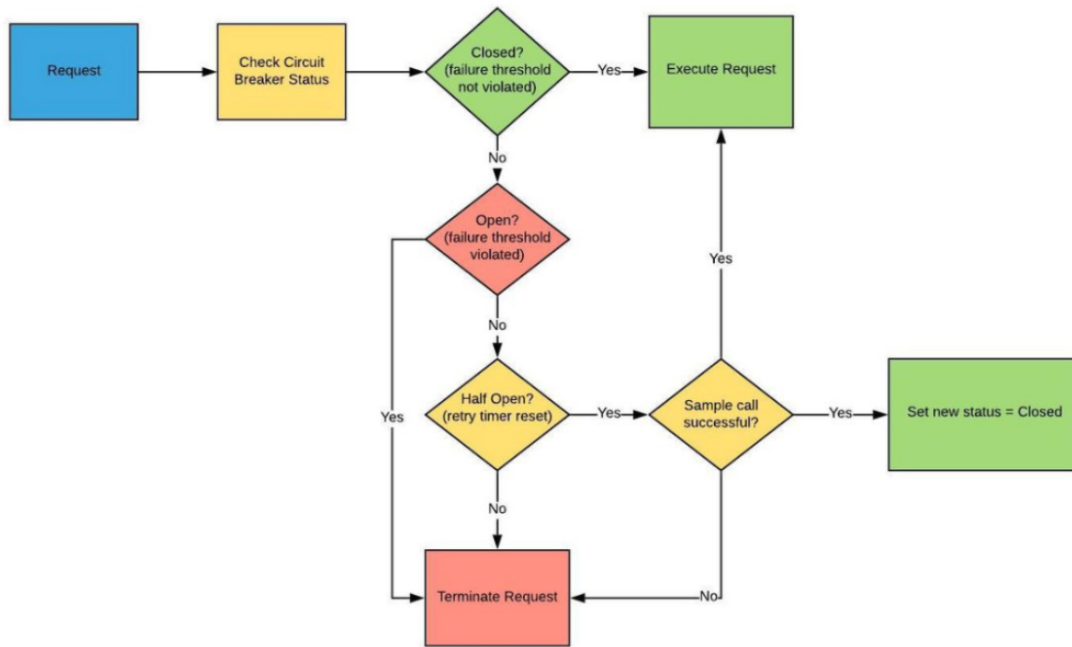 Request
Check Circuit
Breaker Status
Closed?
(failure threshold
not violated)
Yes
Execute Request
No
Open?
(failure threshold
violated)
Yes
No
Yes
Half Open?
(retry timer reset)
Yes
Sample call
successful?
Yes
Set new status = Closed
No
Terminate Request
No